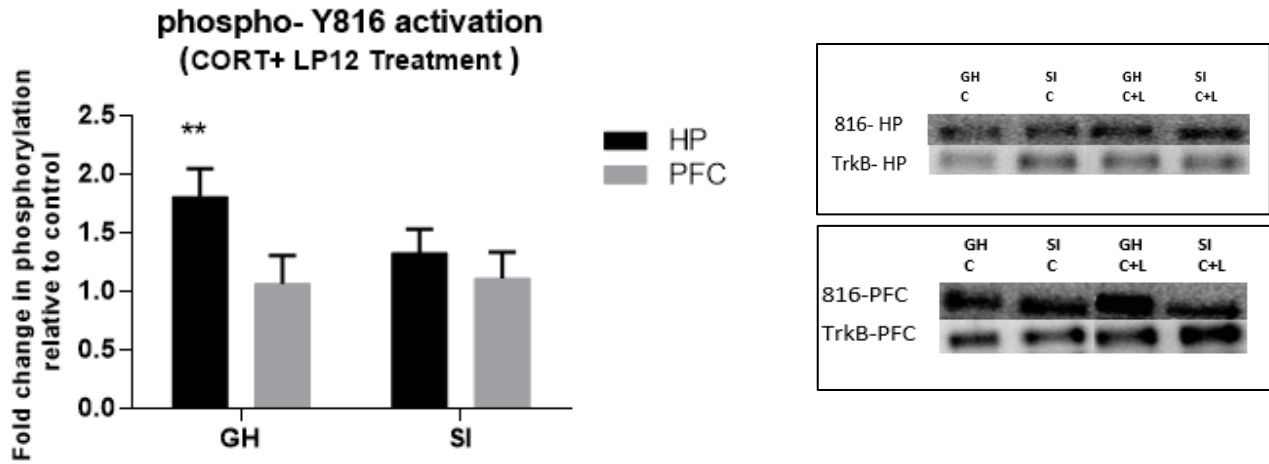 phospho- Y816 activation
(CORT+ LP12 Treatment )
Fold change in phosphorylation
relative to control
2.5
2.0
1.5
1.0
0.5
0.0
**
GH SI
HP
PFC
GH SI GH SI
C C C+L C+L
816- HP
TrkB- HP
GH SI GH SI
C C C+L C+L
816-PFC
TrkB-PFC